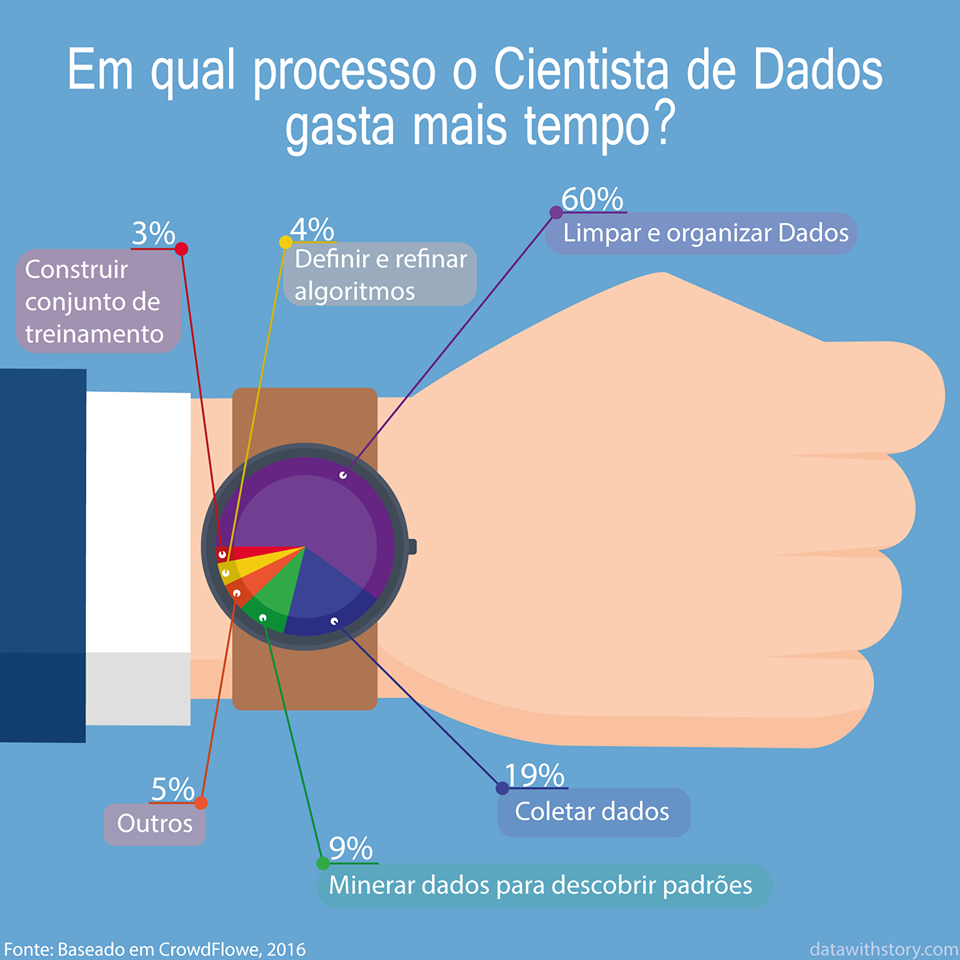 Em qual processo o Cientista de Dados
gasta mais tempo?
60%
Limpar e organizar Dados
3%
Construir
conjunto de
treinamento
4%
Definir e refinar
algoritmos
19%
Coletar dados
5%
Outros
9%
Minerar dados para descobrir padrões
Fonte: Baseado em CrowdFlowe, 2016
datawithstory.com